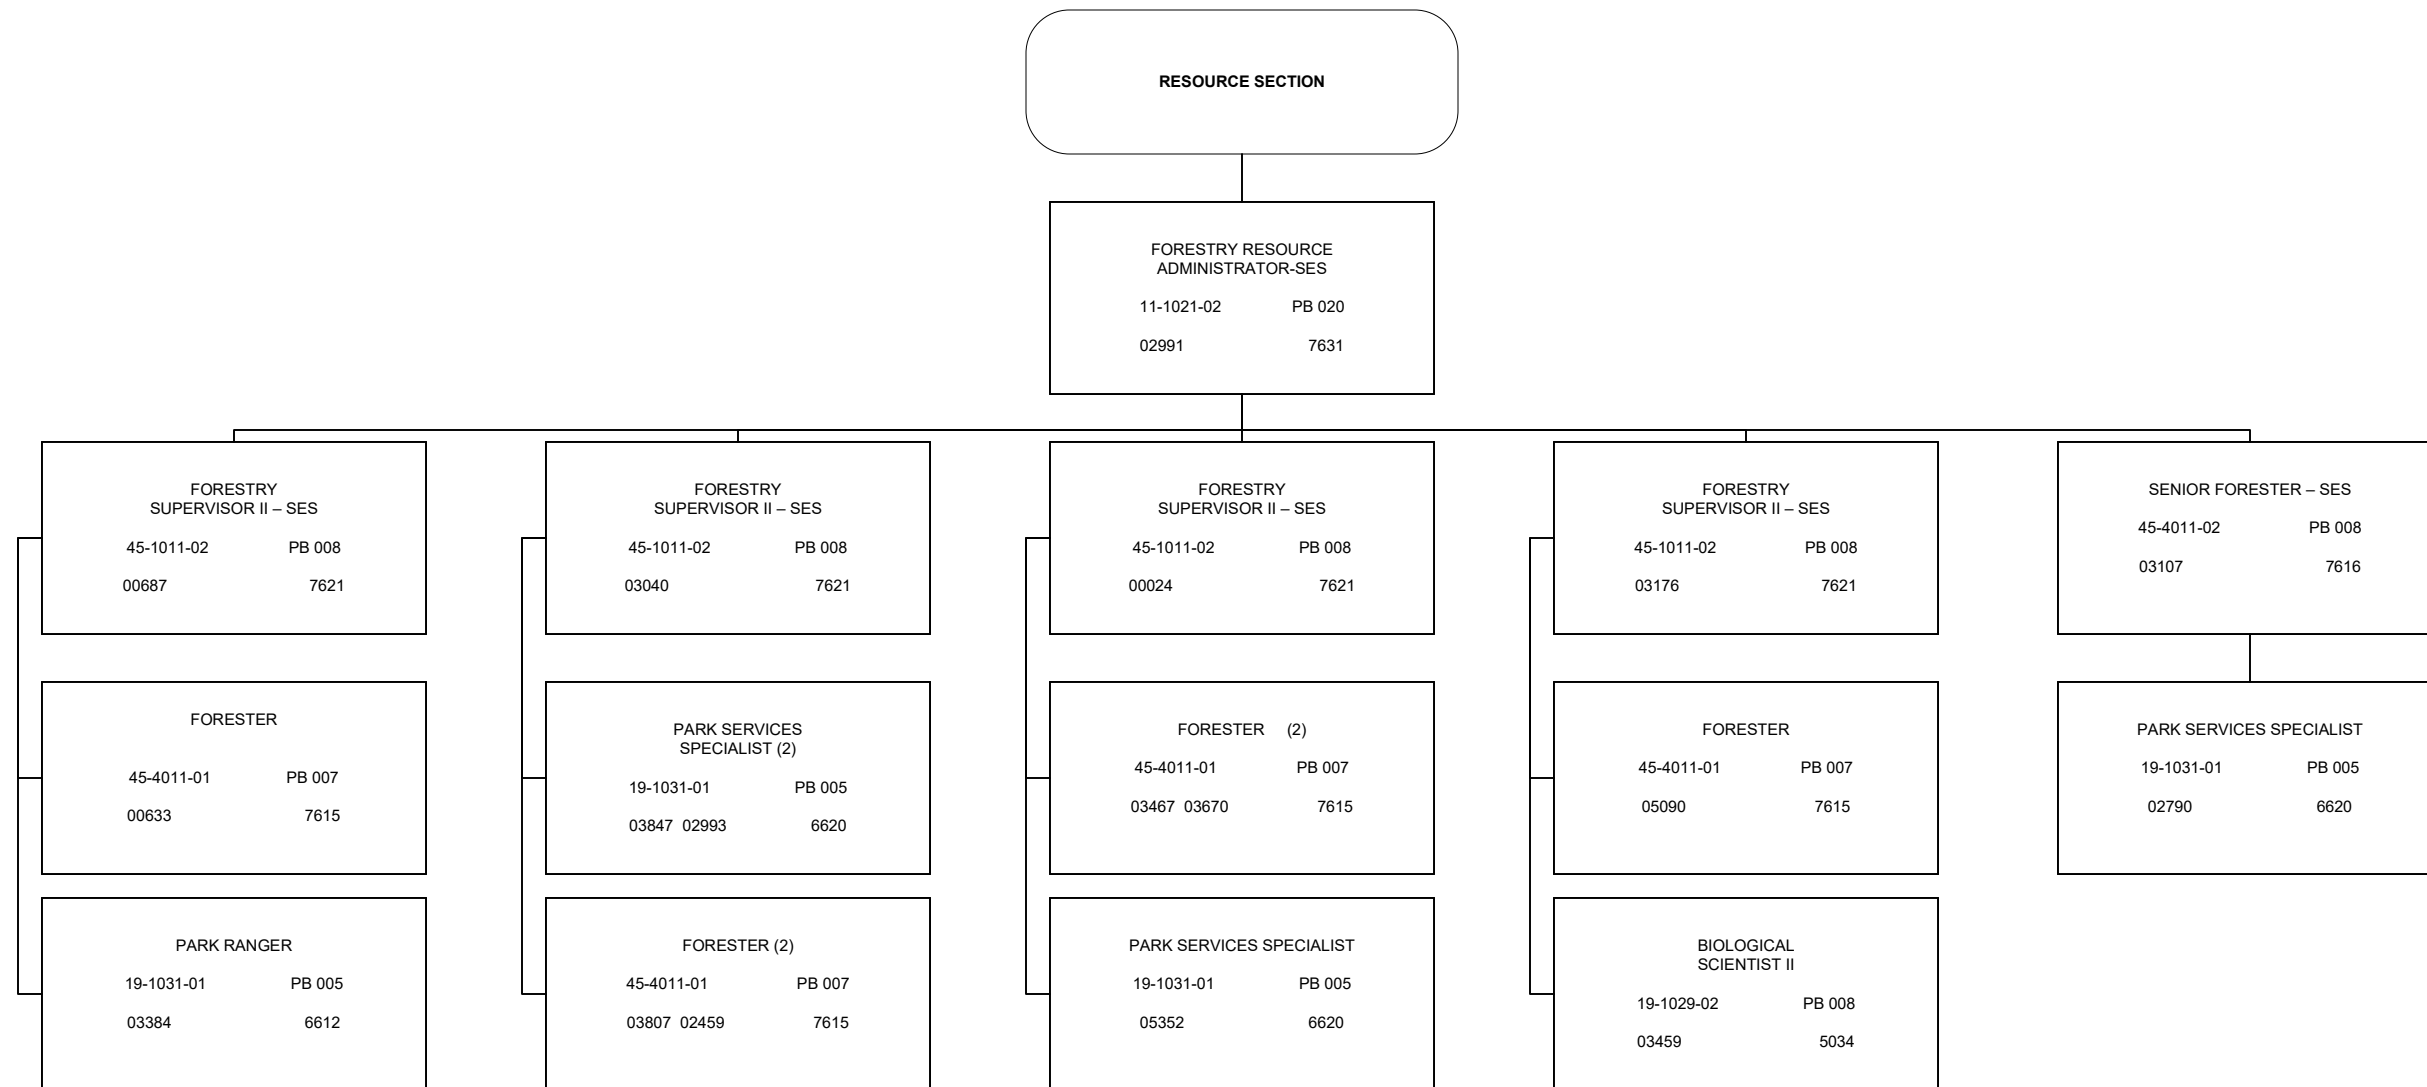 RESOURCE SECTION
FORESTRY RESOURCE
ADMINISTRATOR-SES
11-1021-02 PB 020
02991 7631
FORESTRY
SUPERVISOR II – SES
45-1011-02 PB 008
00687 7621
FORESTRY
SUPERVISOR II – SES
45-1011-02 PB 008
03040 7621
FORESTRY
SUPERVISOR II – SES
45-1011-02 PB 008
00024 7621
FORESTRY
SUPERVISOR II – SES
45-1011-02 PB 008
03176 7621
SENIOR FORESTER – SES
45-4011-02 PB 008
03107 7616
FORESTER
45-4011-01 PB 007
00633 7615
PARK SERVICES
SPECIALIST (2)
19-1031-01 PB 005
03847 02993 6620
FORESTER (2)
45-4011-01 PB 007
03467 03670 7615
FORESTER
45-4011-01 PB 007
05090 7615
PARK SERVICES SPECIALIST
19-1031-01 PB 005
02790 6620
PARK RANGER
19-1031-01 PB 005
03384 6612
FORESTER (2)
45-4011-01 PB 007
03807 02459 7615
PARK SERVICES SPECIALIST
19-1031-01 PB 005
05352 6620
BIOLOGICAL
SCIENTIST II
19-1029-02 PB 008
03459 5034